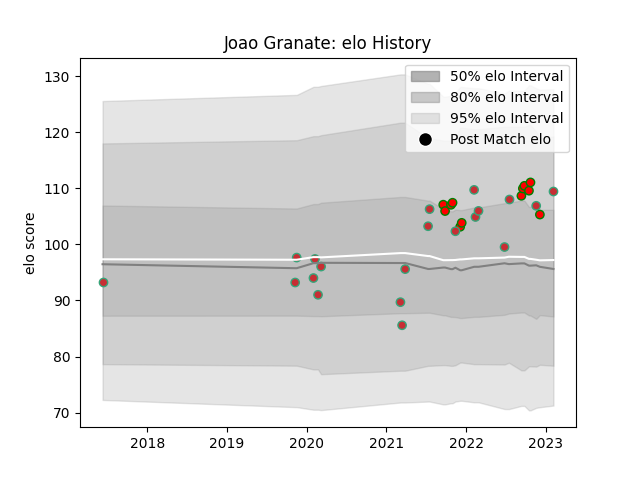 Joao Granate: elo History
50% elo Interval
80% elo Interval
95% elo Interval
Post Match elo
elo score
130
120
110
100
90
80
70
2018
2019
2020
2021
2022
2023